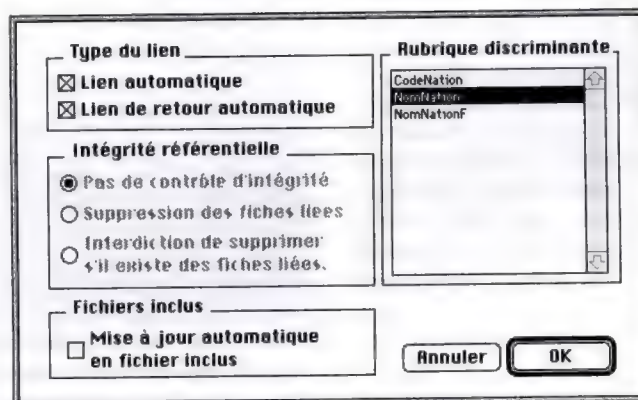 Type du lien
Lien automatique
Lien de retour automatique
Intégrité référentielle
Pas de contrôle d'intégrité
Suppression des fiches liées
Interdiction de supprimer
s'il existe des fiches liées.
Fichiers inclus
Mise à jour automatique
en fichier inclus
Rubrique discriminante
CodeNation
NomNation
NomNationF
Annuler
OK